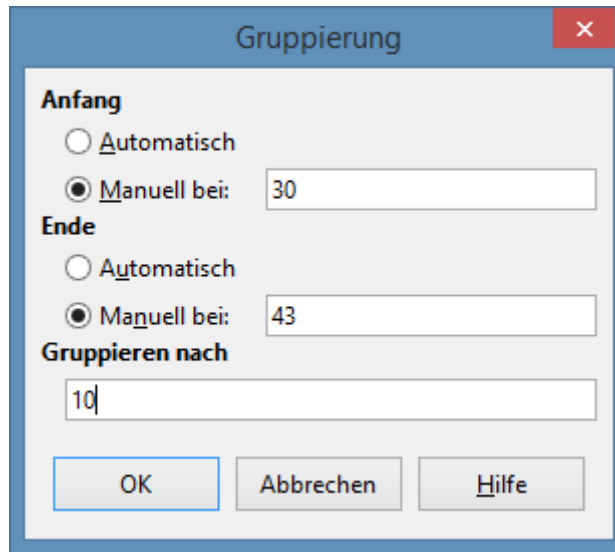 Gruppierung
Anfang
Automatisch
Manuell bei: 30
Ende
Automatisch
Manuell bei: 43
Gruppieren nach
10
OK Abbrechen Hilfe